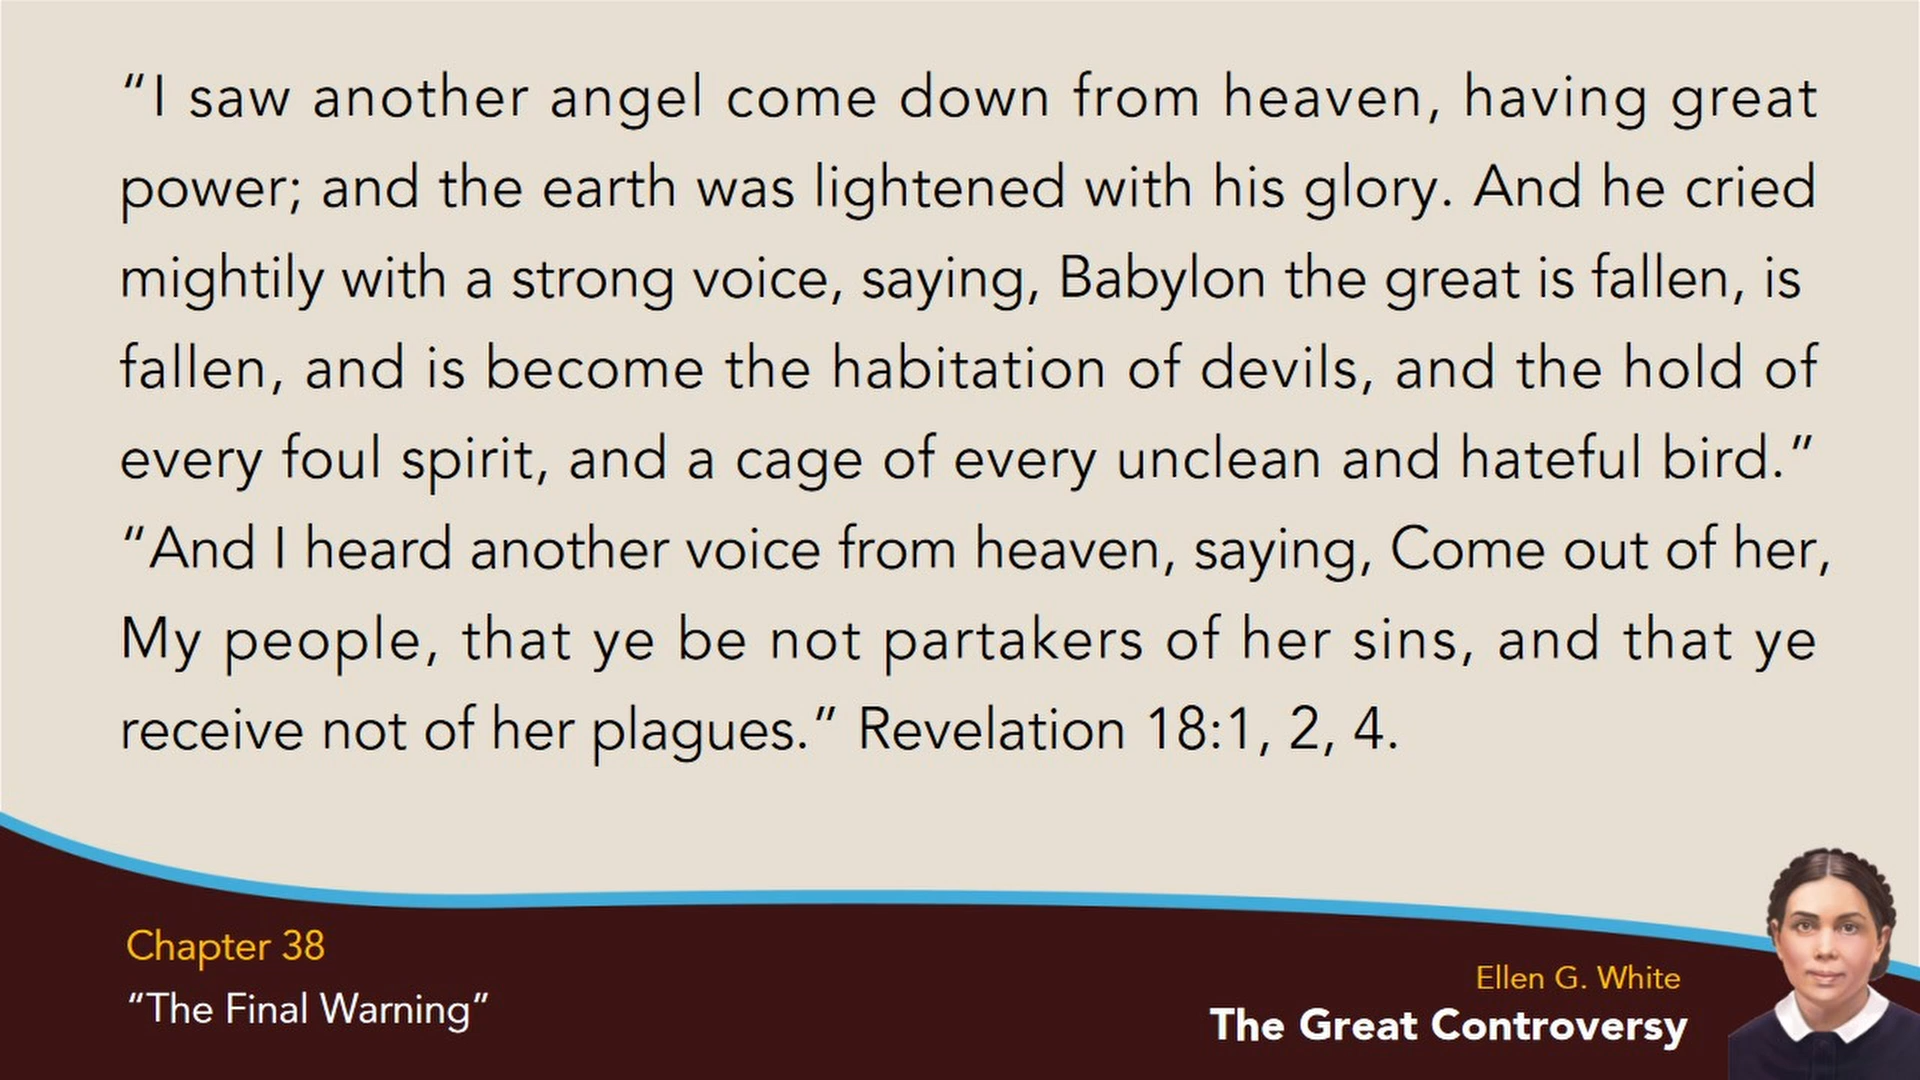 “I saw another angel come down from heaven, having great
power; and the earth was lightened with his glory. And he cried
mightily with a strong voice, saying, Babylon the great is fallen, is
fallen, and is become the habitation of devils, and the hold of
every foul spirit, and a cage of every unclean and hateful bird.”
“And I heard another voice from heaven, saying, Come out of her,
My people, that ye be not partakers of her sins, and that ye
receive not of her plagues.” Revelation 18:1, 2, 4.
Chapter 38
“The Final Warning”
Ellen G. White
The Great Controversy